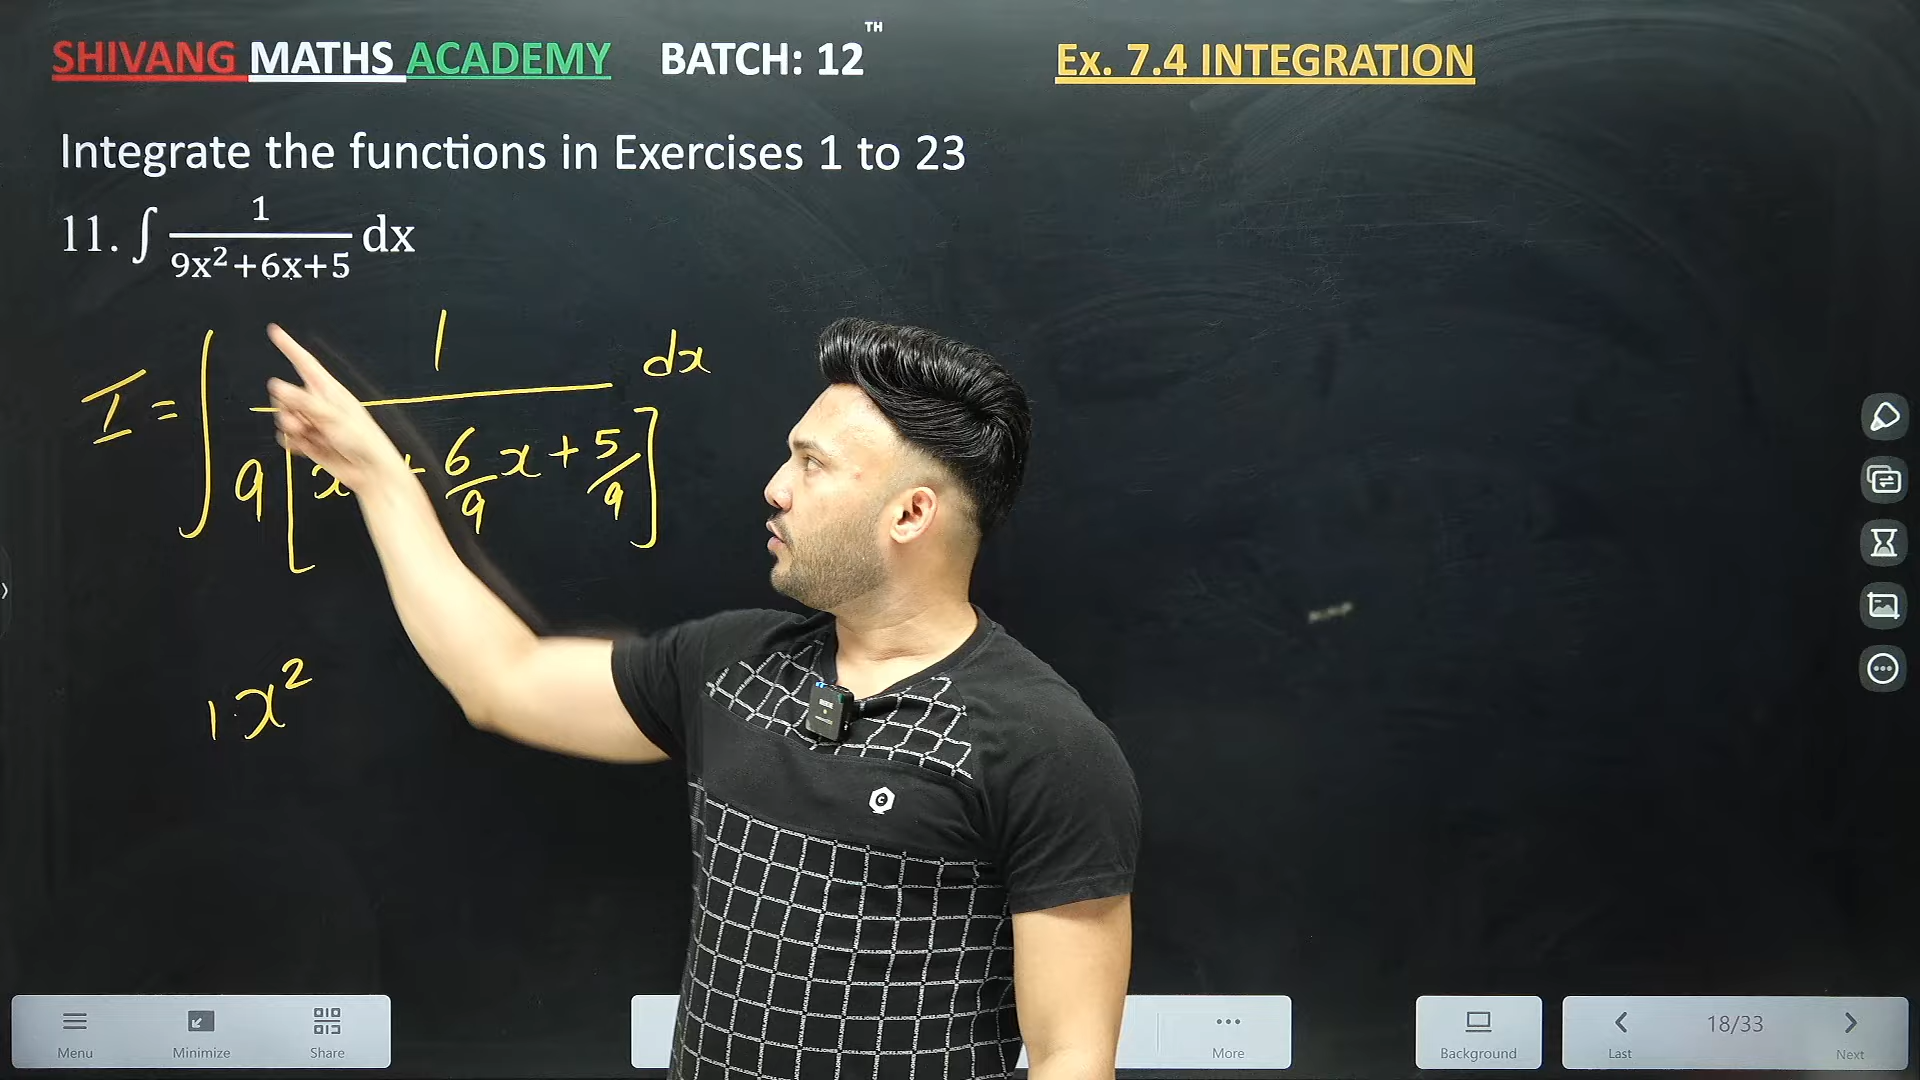 SHIVANG MATHS ACADEMY BATCH: 12TH Ex. 7.4 INTEGRATION
Integrate the functions in Exercises 1 to 23
11. ∫ 1/(9x²+6x+5) dx
I = ∫ 1/(9[x + 6/9 x + 5/9]) dx
1.x²
Menu Minimize Share More Background Last 18/33 Next